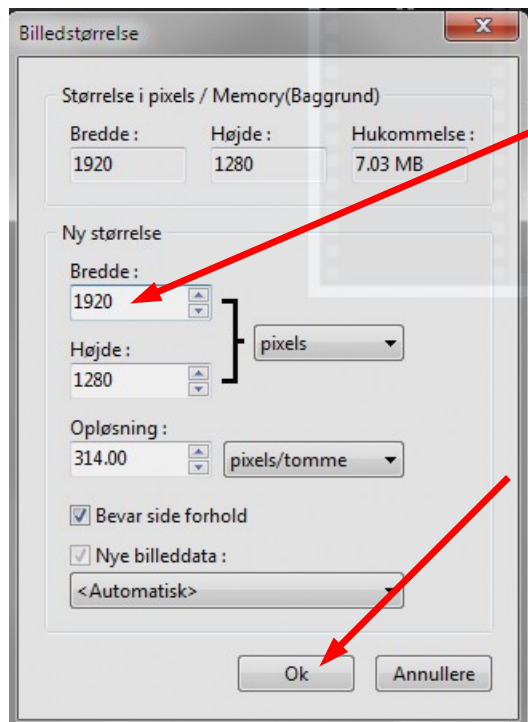 Billedstørrelse
Størrelse i pixels / Memory(Baggrund)
Bredde : Højde : Hukommelse :
1920 1280 7.03 MB
Ny størrelse
Bredde :
1920
pixels
Højde :
1280
Opløsning :
314.00 pixels/tomme
Bevar side forhold
Nye billeddata :
<Automatisk>
Ok Annullere